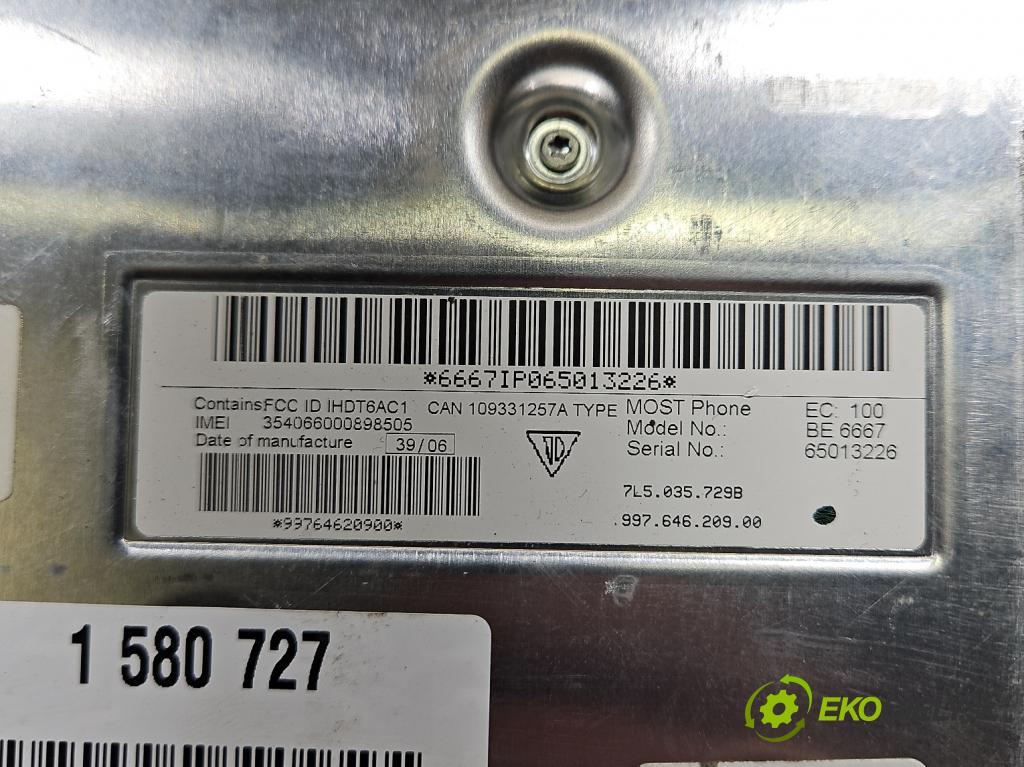 *6667IP065013226*
ContainsFCC ID IHDT6AC1 CAN 109331257A TYPE
IMEI 354066000898505
Date of manufacture 39/06
*99764620900*
MOST Phone EC: 100
Model No.: BE 6667
Serial No.: 65013226
7L5.035.729B
997.646.209.00
1 580 727
EKO